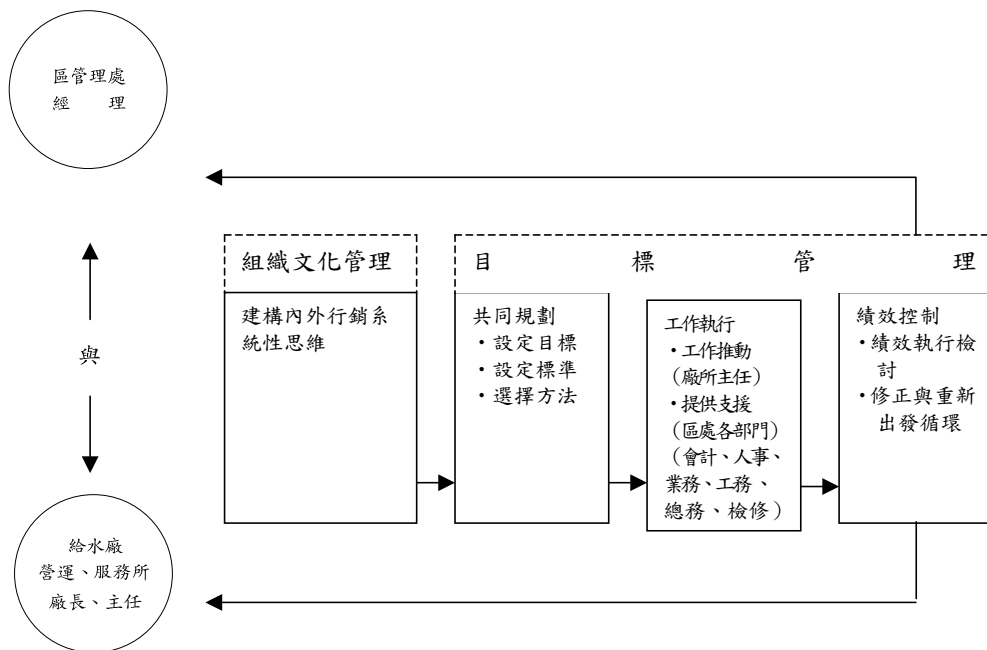 區管理處
經 理
與
給水廠
營運、服務所
廠長、主任
組織文化管理
建構內外行銷系
統性思維
目 標 管 理
共同規劃
・設定目標
・設定標準
・選擇方法
工作執行
・工作推動
(廠所主任)
・提供支援
(區處各部門)
(會計、人事、
業務、工務、
總務、檢修)
績效控制
・績效執行檢
討
・修正與重新
出發循環